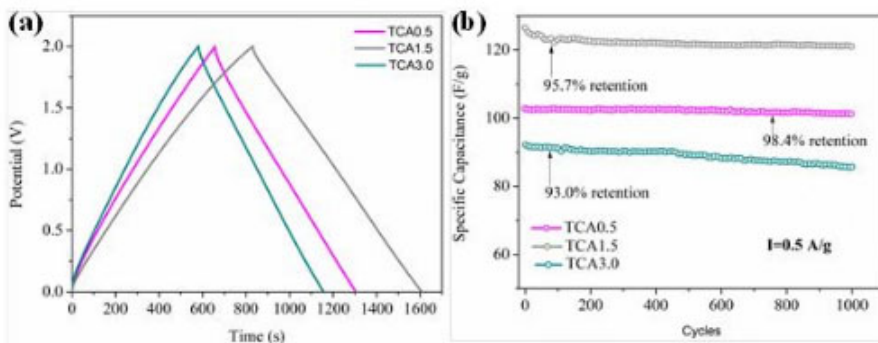 (a)
2.0
1.5
1.0
0.5
0.0
Potential (V)
TCA0.5
TCA1.5
TCA3.0
0 200 400 600 800 1000 1200 1400 1600
Time (s)
(b)
120
100
80
60
Specific Capacitance (F/g)
95.7% retention
98.4% retention
93.0% retention
TCA0.5
TCA1.5
TCA3.0
I=0.5 A/g
0 200 400 600 800 1000
Cycles